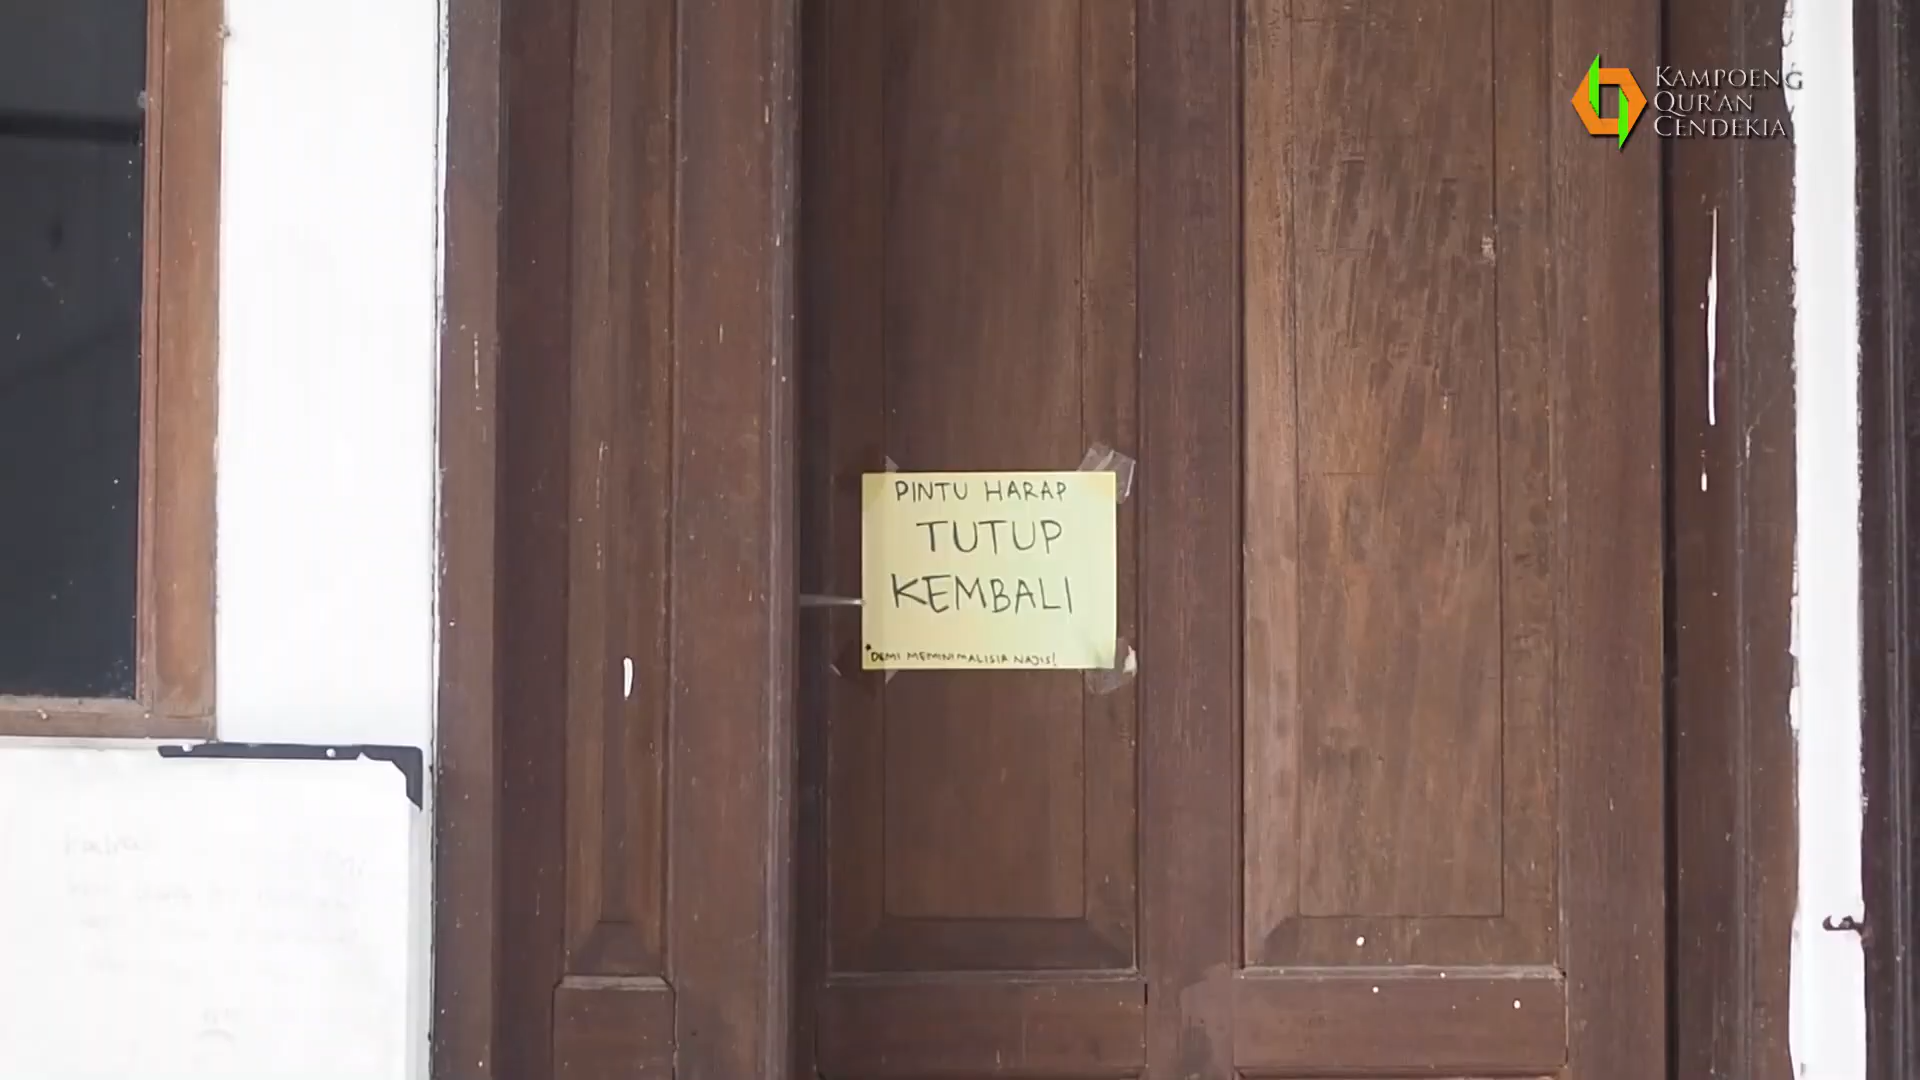 KAMPOENG
QUR'AN
CENDEKIA
PINTU HARAP
TUTUP
KEMBALI
*DEMI MEMINIMALISIR NAJIS!